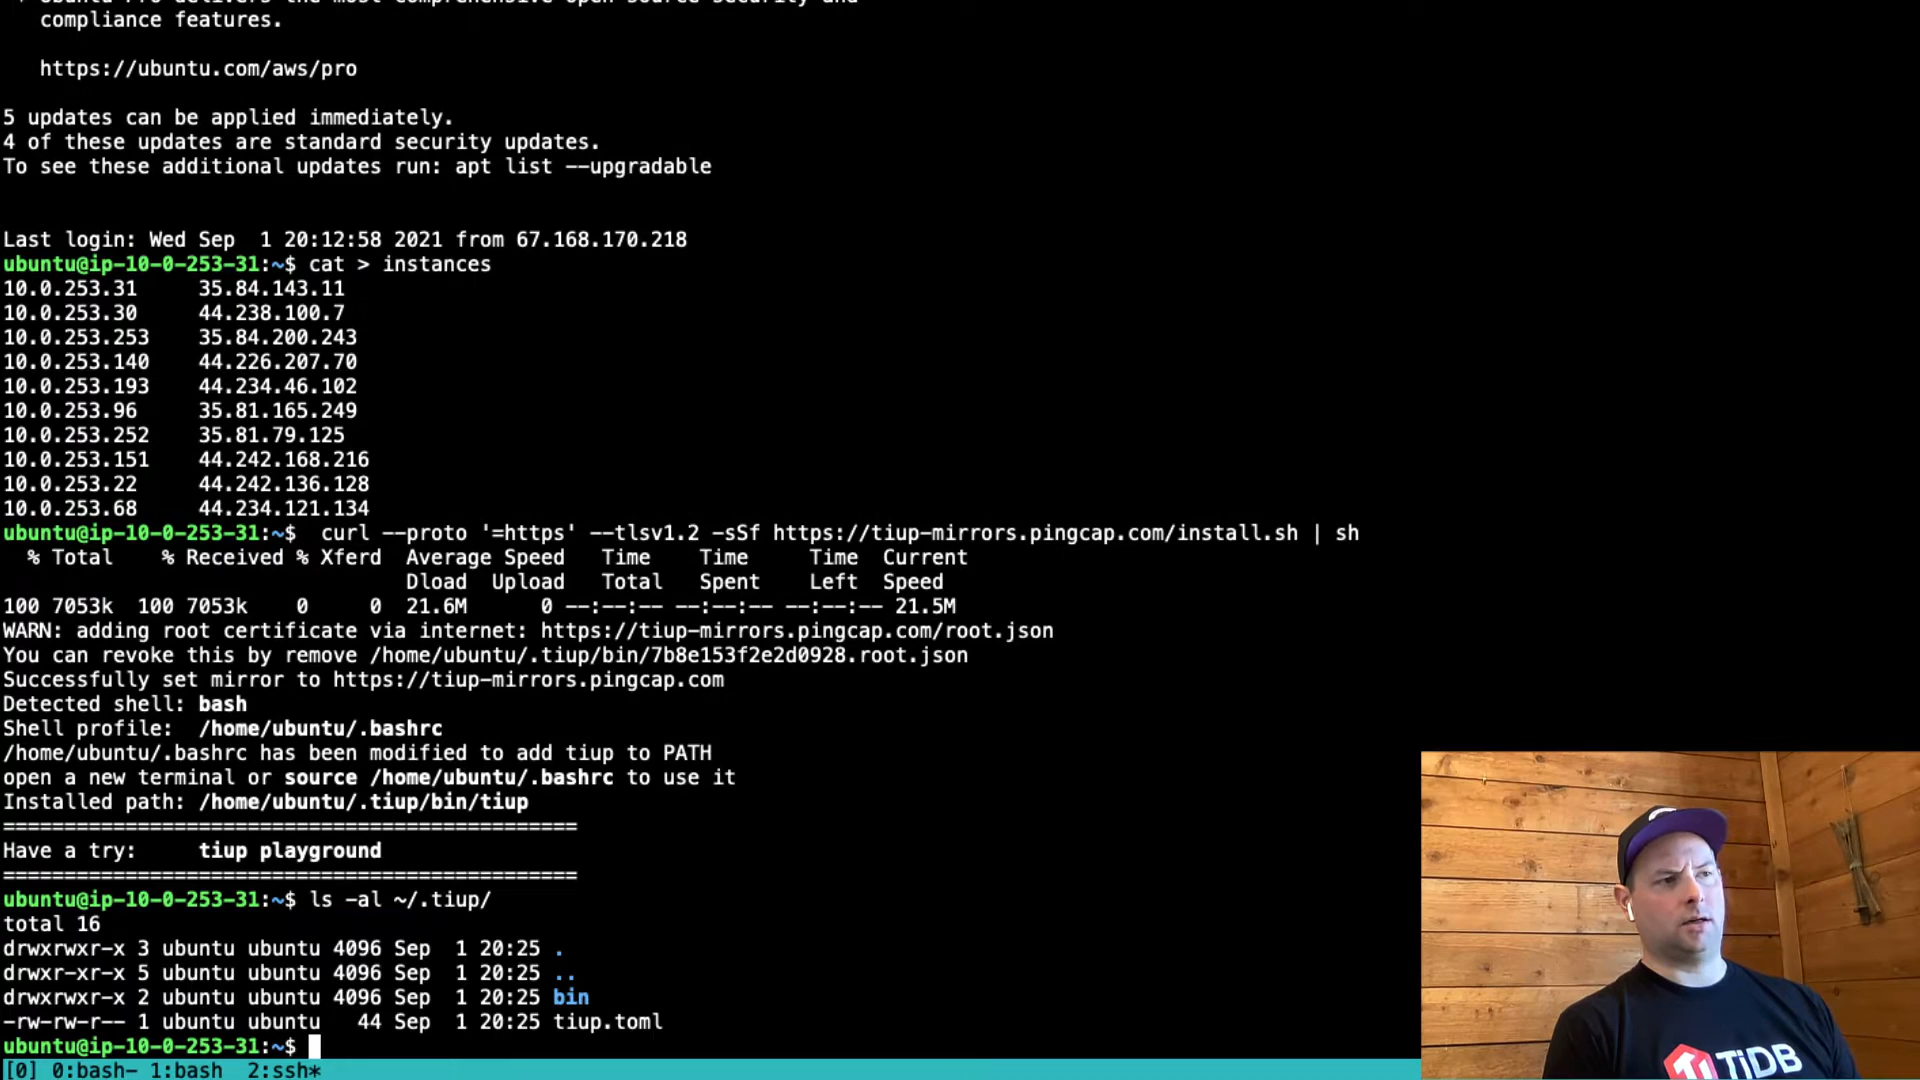 compliance features.
https://ubuntu.com/aws/pro
5 updates can be applied immediately.
4 of these updates are standard security updates.
To see these additional updates run: apt list --upgradable
Last login: Wed Sep  1 20:12:58 2021 from 67.168.170.218
ubuntu@ip-10-0-253-31:~$ cat > instances
10.0.253.31     35.84.143.11
10.0.253.30     44.238.100.7
10.0.253.253    35.84.200.243
10.0.253.140    44.226.207.70
10.0.253.193    44.234.46.102
10.0.253.96     35.81.165.249
10.0.253.252    35.81.79.125
10.0.253.151    44.242.168.216
10.0.253.22     44.242.136.128
10.0.253.68     44.234.121.134
ubuntu@ip-10-0-253-31:~$  curl --proto '=https' --tlsv1.2 -sSf https://tiup-mirrors.pingcap.com/install.sh | sh
  % Total    % Received % Xferd  Average Speed   Time    Time     Time  Current
                                 Dload  Upload   Total   Spent    Left  Speed
100 7053k  100 7053k    0     0  21.6M      0 --:--:-- --:--:-- --:--:-- 21.5M
WARN: adding root certificate via internet: https://tiup-mirrors.pingcap.com/root.json
You can revoke this by remove /home/ubuntu/.tiup/bin/7b8e153f2e2d0928.root.json
Successfully set mirror to https://tiup-mirrors.pingcap.com
Detected shell: bash
Shell profile:  /home/ubuntu/.bashrc
/home/ubuntu/.bashrc has been modified to add tiup to PATH
open a new terminal or source /home/ubuntu/.bashrc to use it
Installed path: /home/ubuntu/.tiup/bin/tiup
===============================================
Have a try:     tiup playground
===============================================
ubuntu@ip-10-0-253-31:~$ ls -al ~/.tiup/
total 16
drwxrwxr-x 3 ubuntu ubuntu 4096 Sep  1 20:25 .
drwxr-xr-x 5 ubuntu ubuntu 4096 Sep  1 20:25 ..
drwxrwxr-x 2 ubuntu ubuntu 4096 Sep  1 20:25 bin
-rw-rw-r-- 1 ubuntu ubuntu   44 Sep  1 20:25 tiup.toml
ubuntu@ip-10-0-253-31:~$
[0] 0:bash- 1:bash  2:ssh*
TiDB